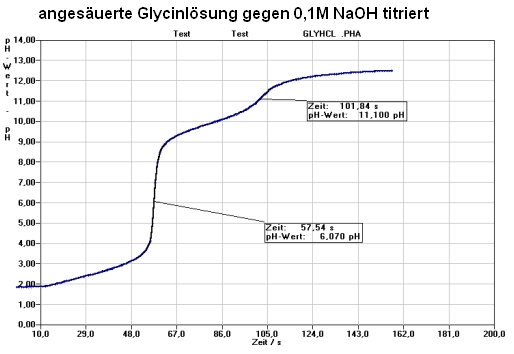 angesäuerte Glycinlösung gegen 0,1M NaOH titriert
Text Test GLYHCL .PHA
pH-Wert - pH
14,00
13,00
12,00
11,00
10,00
9,00
8,00
7,00
6,00
5,00
4,00
3,00
2,00
1,00
0,00
Zeit: 101,84 s
pH-Wert: 11,100 pH
Zeit: 57,54 s
pH-Wert: 6,070 pH
10,0 29,0 48,0 67,0 86,0 105,0 124,0 143,0 162,0 181,0 200,0
Zeit / s